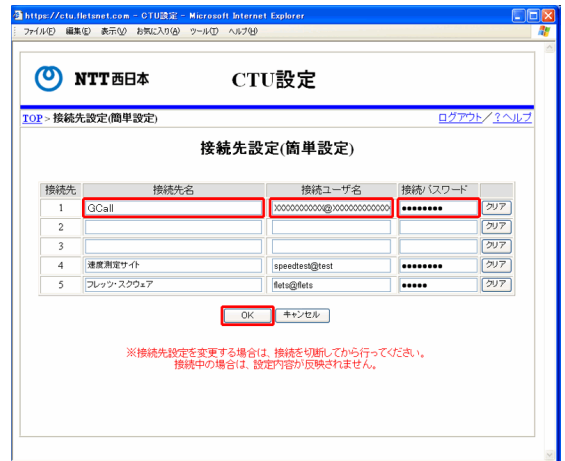 https://ctu.fletsnet.com - CTU設定 - Microsoft Internet Explorer
ファイル(F) 編集(E) 表示(V) お気に入り(A) ツール(T) ヘルプ(H)
NTT西日本 CTU設定
TOP > 接続先設定(簡単設定) ログアウト/?ヘルプ
接続先設定(簡単設定)
接続先 接続先名 接続ユーザ名 接続パスワード
1 GCall XXXXXXXXXXX@XXXXXXXXXXXX ●●●●●●●● クリア
2 クリア
3 クリア
4 速度測定サイト speedtest@test ●●●●●●●● クリア
5 フレッツ・スクウェア flets@flets ●●●●● クリア
OK キャンセル
※接続先設定を変更する場合は、接続を切断してから行ってください。
接続中の場合は、設定内容が反映されません。